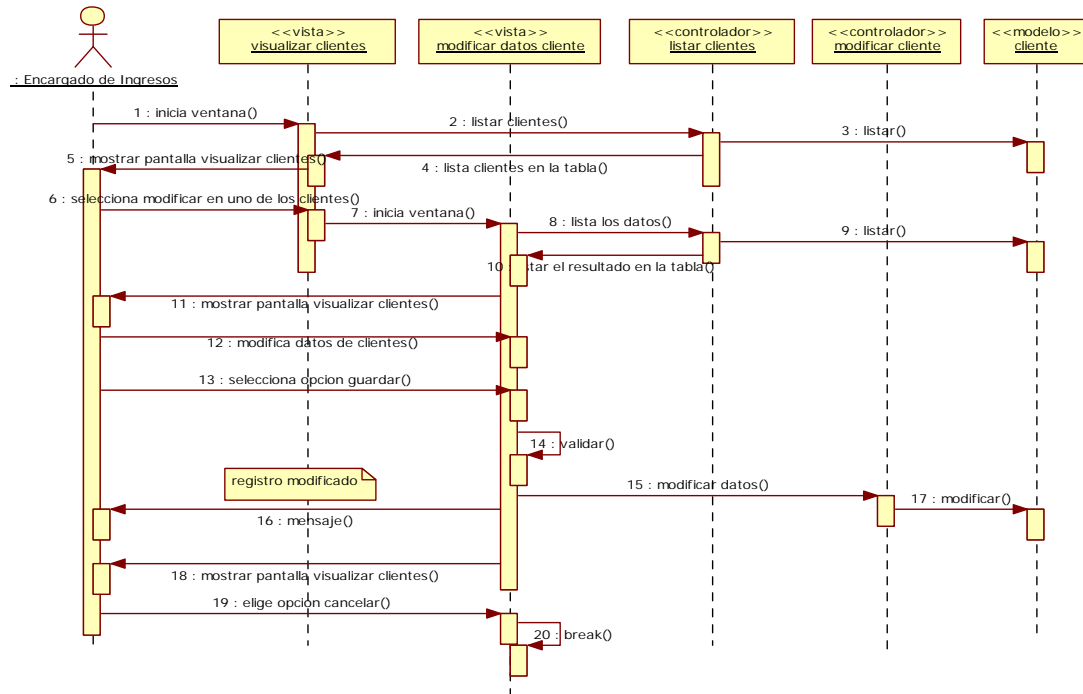 <<vista>>
visualizar clientes
<<vista>>
modificar datos cliente
<<controlador>>
listar clientes
<<controlador>>
modificar cliente
<<modelo>>
cliente
: Encargado de Ingresos
1 : inicia ventana()
2 : listar clientes()
3 : listar()
4 : lista clientes en la tabla()
5 : mostrar pantalla visualizar clientes()
6 : selecciona modificar en uno de los clientes()
7 : inicia ventana()
8 : lista los datos()
9 : listar()
10 : star el resultado en la tabla()
11 : mostrar pantalla visualizar clientes()
12 : modifica datos de clientes()
13 : selecciona opcion guardar()
14 : validar()
registro modificado
15 : modificar datos()
16 : mensaje()
17 : modificar()
18 : mostrar pantalla visualizar clientes()
19 : elige opcion cancelar()
20 : break()